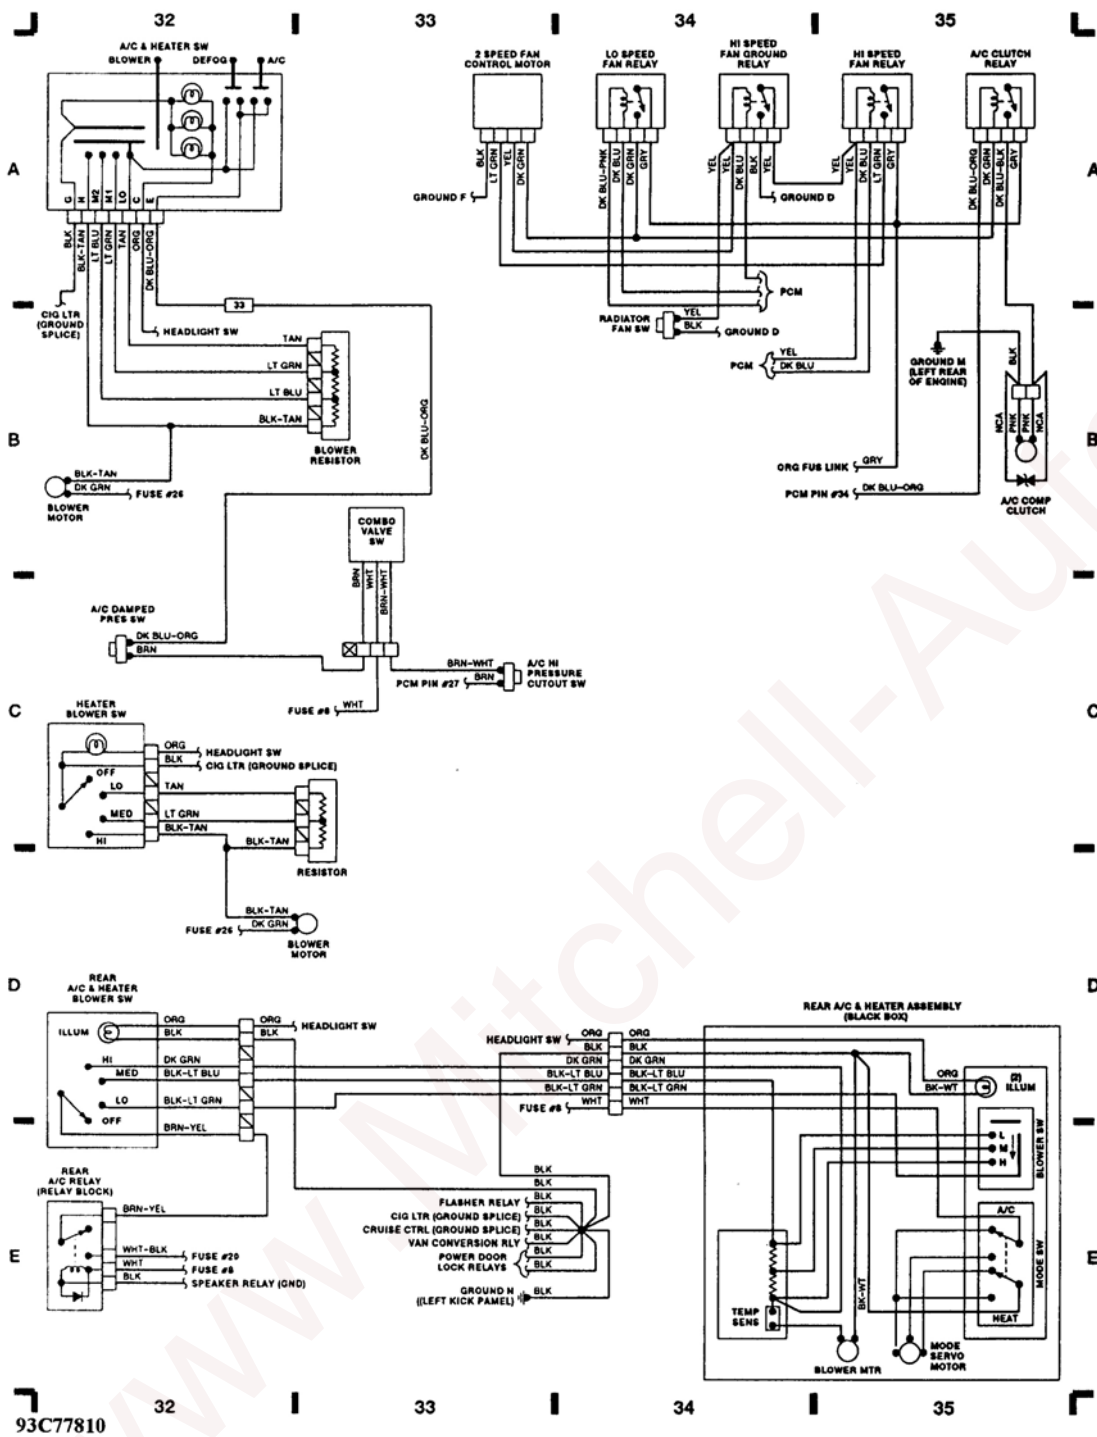 32 33 34 35
A/C & HEATER SW
BLOWER DEFOG A/C
2 SPEED FAN
CONTROL MOTOR
LO SPEED
FAN RELAY
HI SPEED
FAN GROUND
RELAY
HI SPEED
FAN RELAY
A/C CLUTCH
RELAY
A A
G H M2 M1 LO C E
BLK
BLK-TAN
LT BLU
LT GRN
TAN
ORG
DK BLU-ORG
BLK
LT GRN
YEL
DK GRN
DK BLU-PNK
DK BLU
DK GRN
GRY
YEL
YEL
DK BLU
BLK
YEL
YEL
YEL
DK BLU
LT GRN
GRY
DK BLU-ORG
DK GRN
DK BLU-BLK
GRY
GROUND F
GROUND D
PCM
33
CIG LTR
(GROUND
SPLICE)
HEADLIGHT SW
TAN
LT GRN
LT BLU
BLK-TAN
BLOWER
RESISTOR
DK BLU-ORG
RADIATOR
FAN SW
YEL
BLK GROUND D
PCM YEL
DK BLU
GROUND M
(LEFT REAR
OF ENGINE)
BLK
NCA PNK PNK NCA
A/C COMP
CLUTCH
B B
ORG FUS LINK GRY
PCM PIN #34 DK BLU-ORG
BLK-TAN
DK GRN FUSE #26
BLOWER
MOTOR
COMBO
VALVE
SW
BRN
WHT
BRN-WHT
A/C DAMPED
PRES SW
DK BLU-ORG
BRN
BRN-WHT
PCM PIN #27 BRN
A/C HI
PRESSURE
CUTOUT SW
FUSE #8 WHT
C C
HEATER
BLOWER SW
ORG HEADLIGHT SW
BLK CIG LTR (GROUND SPLICE)
OFF
LO TAN
MED LT GRN
BLK-TAN
HI
BLK-TAN
RESISTOR
BLK-TAN
FUSE #26 DK GRN
BLOWER
MOTOR
D D
REAR
A/C & HEATER
BLOWER SW
ILLUM
ORG ORG HEADLIGHT SW
BLK BLK
HI DK GRN
MED BLK-LT BLU
LO BLK-LT GRN
OFF
BRN-YEL
REAR A/C & HEATER ASSEMBLY
(BLACK BOX)
HEADLIGHT SW ORG ORG
BLK BLK
DK GRN DK GRN
BLK-LT BLU BLK-LT BLU
BLK-LT GRN BLK-LT GRN
FUSE #8 WHT WHT
ORG
BK-WT
(2)
ILLUM
L
M
H
BLOWER SW
REAR
A/C RELAY
(RELAY BLOCK)
BRN-YEL
WHT-BLK FUSE #20
WHT FUSE #8
BLK SPEAKER RELAY (GND)
E E
BLK
BLK
FLASHER RELAY BLK
CIG LTR (GROUND SPLICE) BLK
CRUISE CTRL (GROUND SPLICE) BLK
VAN CONVERSION RLY BLK
POWER DOOR
LOCK RELAYS
BLK
BLK
GROUND N
((LEFT KICK PAMEL)
BLK
A/C
MODE SW
HEAT
BK-WT
TEMP
SENS
BLOWER MTR
MODE
SERVO
MOTOR
32 33 34 35
93C77810
www.Mitchell-Auto